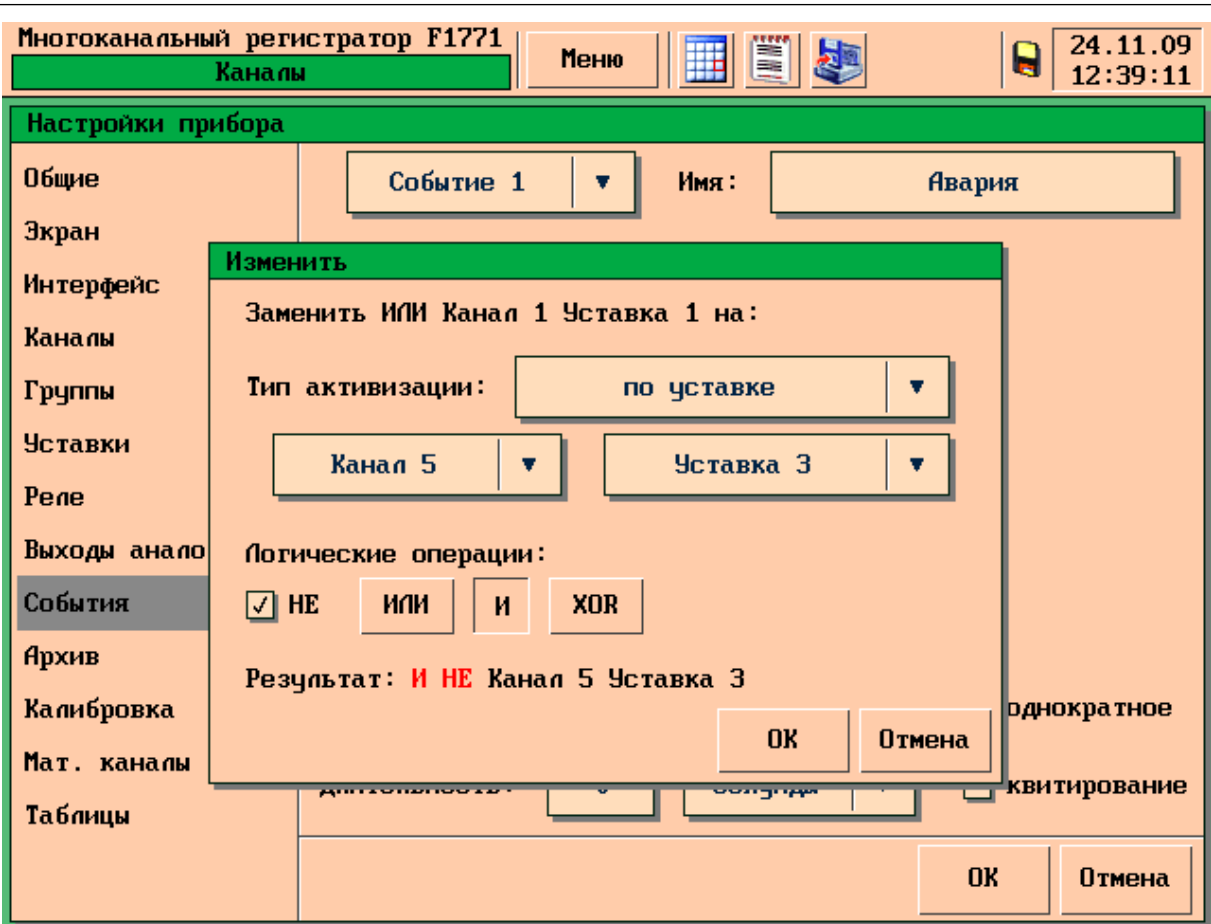 Многоканальный регистратор F1771
Каналы
Меню
24.11.09
12:39:11
Настройки прибора
Общие
Экран
Интерфейс
Каналы
Группы
Уставки
Реле
Выходы анало
События
Архив
Калибровка
Мат. каналы
Таблицы
Событие 1 Имя: Авария
Изменить
Заменить ИЛИ Канал 1 Уставка 1 на:
Тип активизации: по уставке
Канал 5 Уставка 3
Логические операции:
НЕ ИЛИ И XOR
Результат: И НЕ Канал 5 Уставка 3
ОК Отмена
однократное
квитирование
ОК Отмена